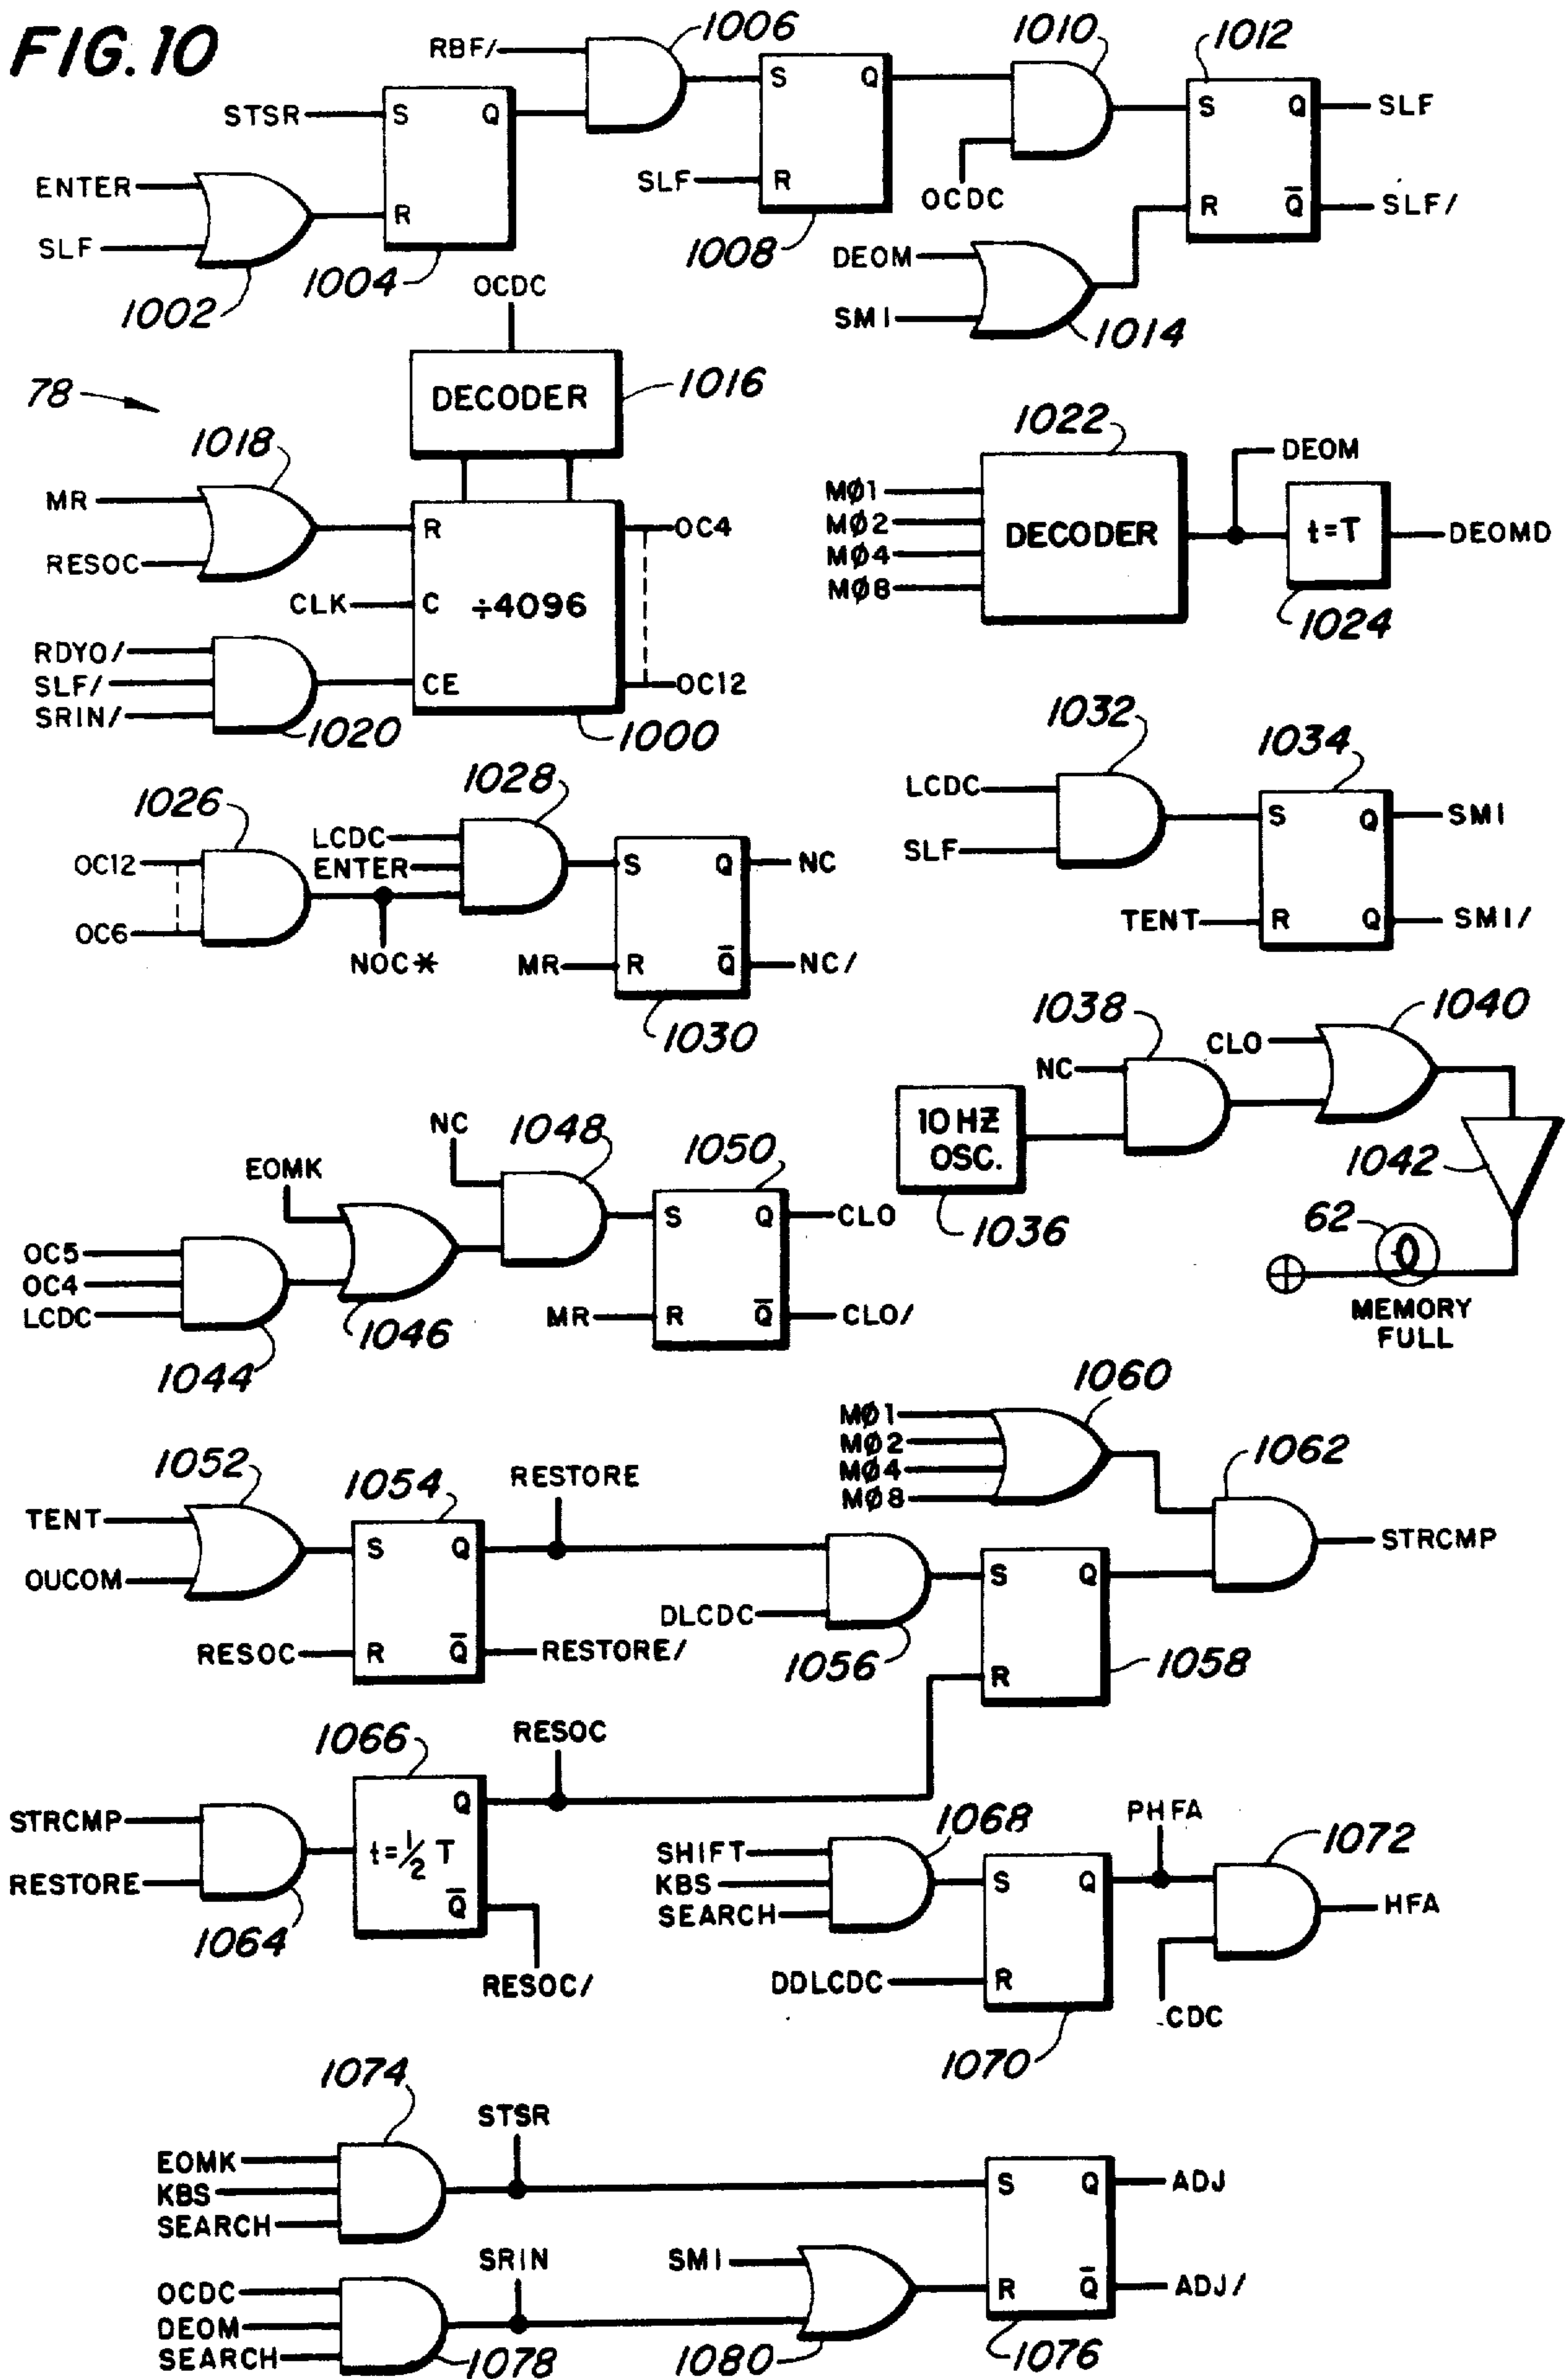 FIG. 10
RBF/
1006
1010
1012
STSR
S
Q
S
Q
S
Q
SLF
ENTER
SLF
R
OCDC
R
Q̅
SLF/
SLF
R
1002
1004
1008
DEOM
SMI
1014
OCDC
78
DECODER
1016
1018
MR
RESOC
R
OC4
CLK
C
÷4096
RDYO/
SLF/
SRIN/
CE
OC12
1020
1000
1022
MØ1
MØ2
MØ4
MØ8
DECODER
DEOM
t=T
DEOMD
1024
1026
OC12
OC6
NOC*
1028
LCDC
ENTER
S
Q
NC
MR
R
Q̅
NC/
1030
1032
1034
LCDC
SLF
S
Q
SMI
TENT
R
Q
SMI/
1038
1040
CLO
NC
10 HZ
OSC.
1036
1042
62
MEMORY
FULL
NC
1048
1050
EOMK
S
Q
CLO
OC5
OC4
LCDC
MR
R
Q̅
CLO/
1046
1044
1060
MØ1
MØ2
MØ4
MØ8
1062
STRCMP
1052
1054
RESTORE
TENT
OUCOM
S
Q
S
Q
DLCDC
RESOC
R
Q̅
RESTORE/
1056
R
1058
1066
RESOC
Q
STRCMP
RESTORE
t=½ T
Q̅
1064
RESOC/
1068
PHFA
1072
SHIFT
KBS
SEARCH
S
Q
HFA
DDLCDC
R
CDC
1070
1074
STSR
EOMK
KBS
SEARCH
S
Q
ADJ
SRIN
SMI
OCDC
DEOM
SEARCH
R
Q̅
ADJ/
1078
1080
1076